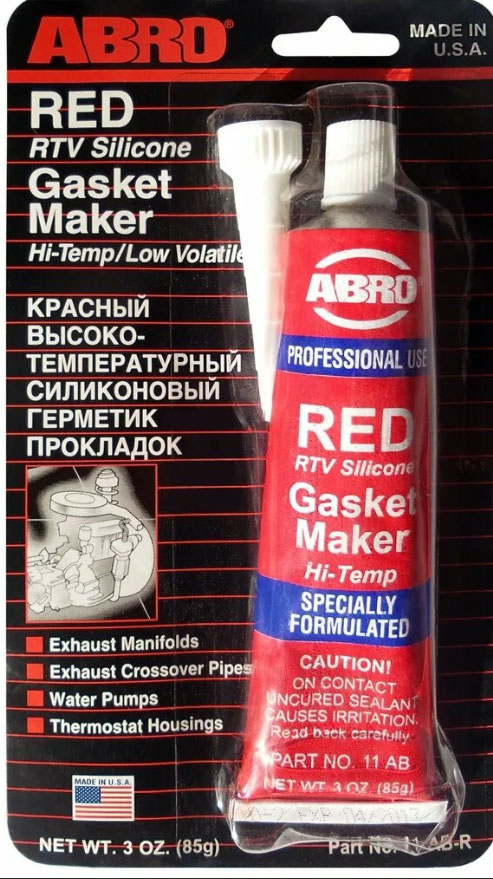 ABRO®
MADE IN
U.S.A.
RED
RTV Silicone
Gasket
Maker
Hi-Temp/Low Volatile
КРАСНЫЙ
ВЫСОКО-
ТЕМПЕРАТУРНЫЙ
СИЛИКОНОВЫЙ
ГЕРМЕТИК
ПРОКЛАДОК
Exhaust Manifolds
Exhaust Crossover Pipes
Water Pumps
Thermostat Housings
MADE IN U.S.A.
NET WT. 3 OZ. (85g)
ABRO®
PROFESSIONAL USE
RED
RTV Silicone
Gasket
Maker
Hi-Temp
SPECIALLY
FORMULATED
CAUTION!
ON CONTACT
UNCURED SEALANT
CAUSES IRRITATION.
Read back carefully
PART NO. 11 AB
NET WT. 3 OZ. (85g)
Part No. 11-AB-R